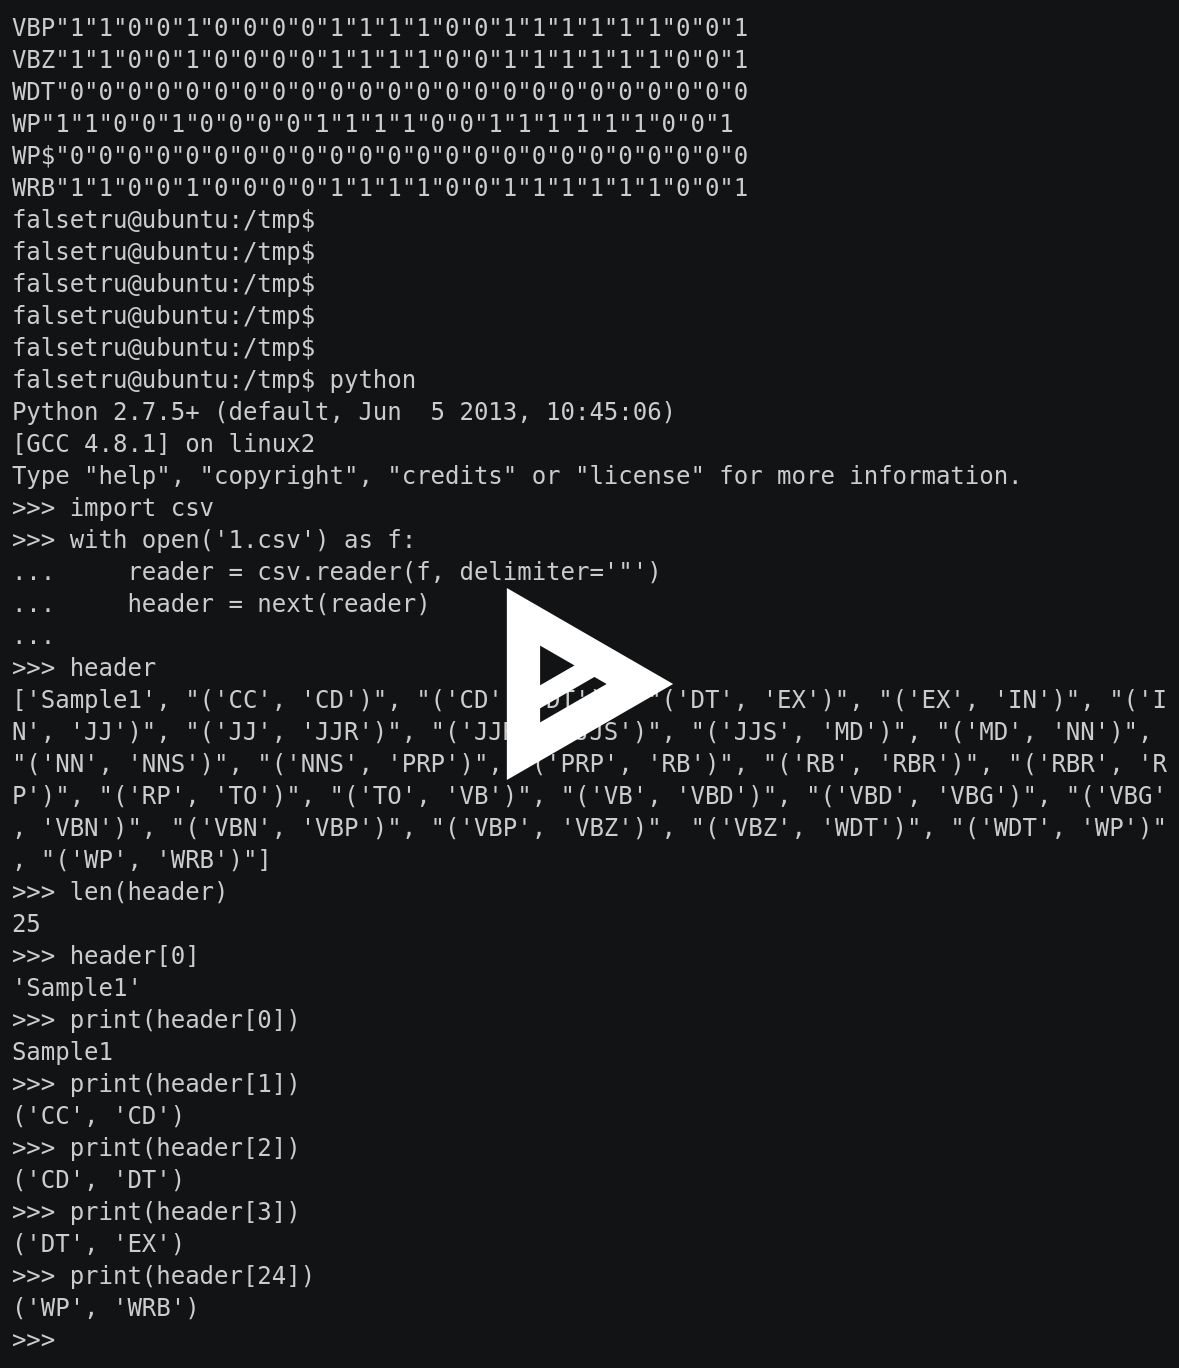 VBP"1"1"0"0"1"0"0"0"0"1"1"1"1"0"0"1"1"1"1"1"1"0"0"1
VBZ"1"1"0"0"1"0"0"0"0"1"1"1"1"0"0"1"1"1"1"1"1"0"0"1
WDT"0"0"0"0"0"0"0"0"0"0"0"0"0"0"0"0"0"0"0"0"0"0"0"0
WP"1"1"0"0"1"0"0"0"0"1"1"1"1"0"0"1"1"1"1"1"1"0"0"1
WP$"0"0"0"0"0"0"0"0"0"0"0"0"0"0"0"0"0"0"0"0"0"0"0"0
WRB"1"1"0"0"1"0"0"0"0"1"1"1"1"0"0"1"1"1"1"1"1"0"0"1
falsetru@ubuntu:/tmp$
falsetru@ubuntu:/tmp$
falsetru@ubuntu:/tmp$
falsetru@ubuntu:/tmp$
falsetru@ubuntu:/tmp$
falsetru@ubuntu:/tmp$ python
Python 2.7.5+ (default, Jun  5 2013, 10:45:06)
[GCC 4.8.1] on linux2
Type "help", "copyright", "credits" or "license" for more information.
>>> import csv
>>> with open('1.csv') as f:
...     reader = csv.reader(f, delimiter='"')
...     header = next(reader)
...
>>> header
['Sample1', "('CC', 'CD')", "('CD' "('DT', 'EX')", "('EX', 'IN')", "('I
N', 'JJ')", "('JJ', 'JJR')", "('JJR "('JJS', 'MD')", "('MD', 'NN')",
"('NN', 'NNS')", "('NNS', 'PRP')", ('PRP', 'RB')", "('RB', 'RBR')", "('RBR', 'R
P')", "('RP', 'TO')", "('TO', 'VB')", "('VB', 'VBD')", "('VBD', 'VBG')", "('VBG'
, 'VBN')", "('VBN', 'VBP')", "('VBP', 'VBZ')", "('VBZ', 'WDT')", "('WDT', 'WP')"
, "('WP', 'WRB')"]
>>> len(header)
25
>>> header[0]
'Sample1'
>>> print(header[0])
Sample1
>>> print(header[1])
('CC', 'CD')
>>> print(header[2])
('CD', 'DT')
>>> print(header[3])
('DT', 'EX')
>>> print(header[24])
('WP', 'WRB')
>>>